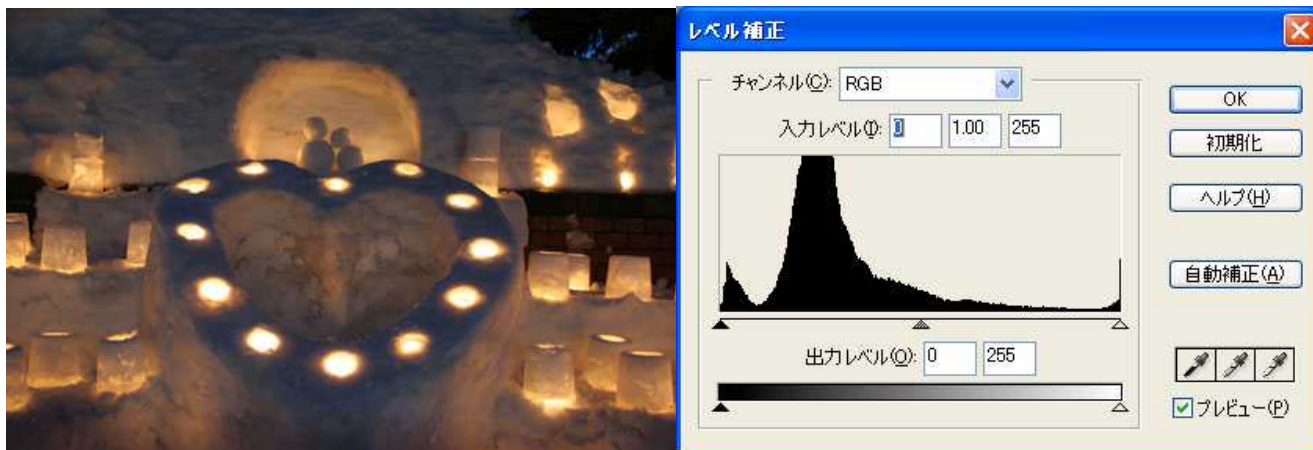 レベル補正
チャンネル(C): RGB
入力レベル(I): 0 1.00 255
出力レベル(O): 0 255
OK
初期化
ヘルプ(H)
自動補正(A)
プレビュー(P)